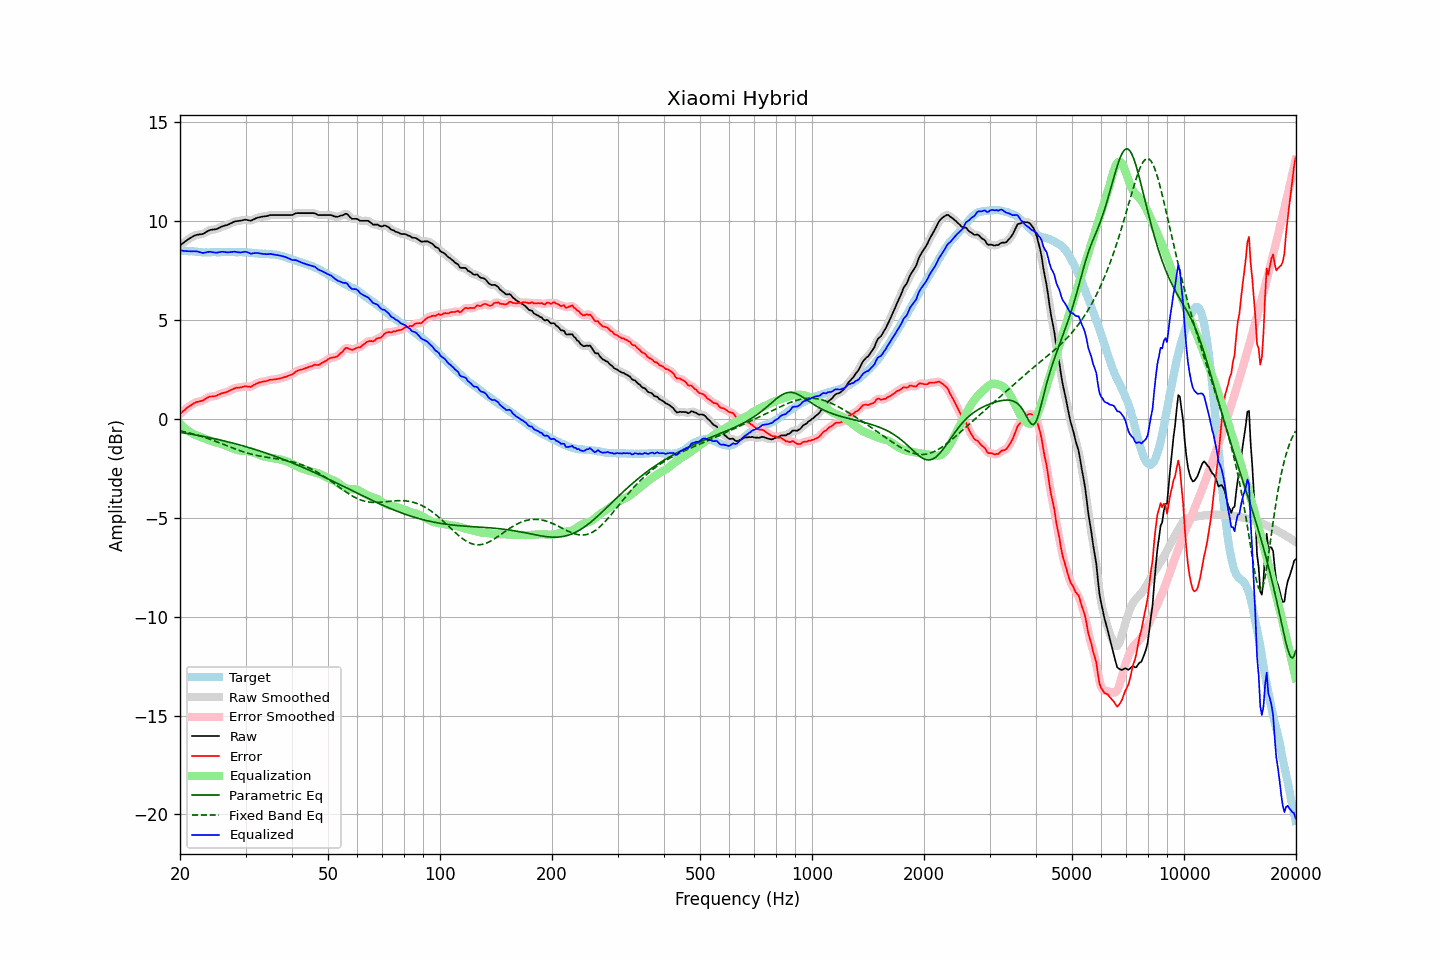 Xiaomi Hybrid
Amplitude (dBr)
15
10
5
0
−5
−10
−15
−20
Target
Raw Smoothed
Error Smoothed
Raw
Error
Equalization
Parametric Eq
Fixed Band Eq
Equalized
20
50
100
200
500
1000
2000
5000
10000
20000
Frequency (Hz)